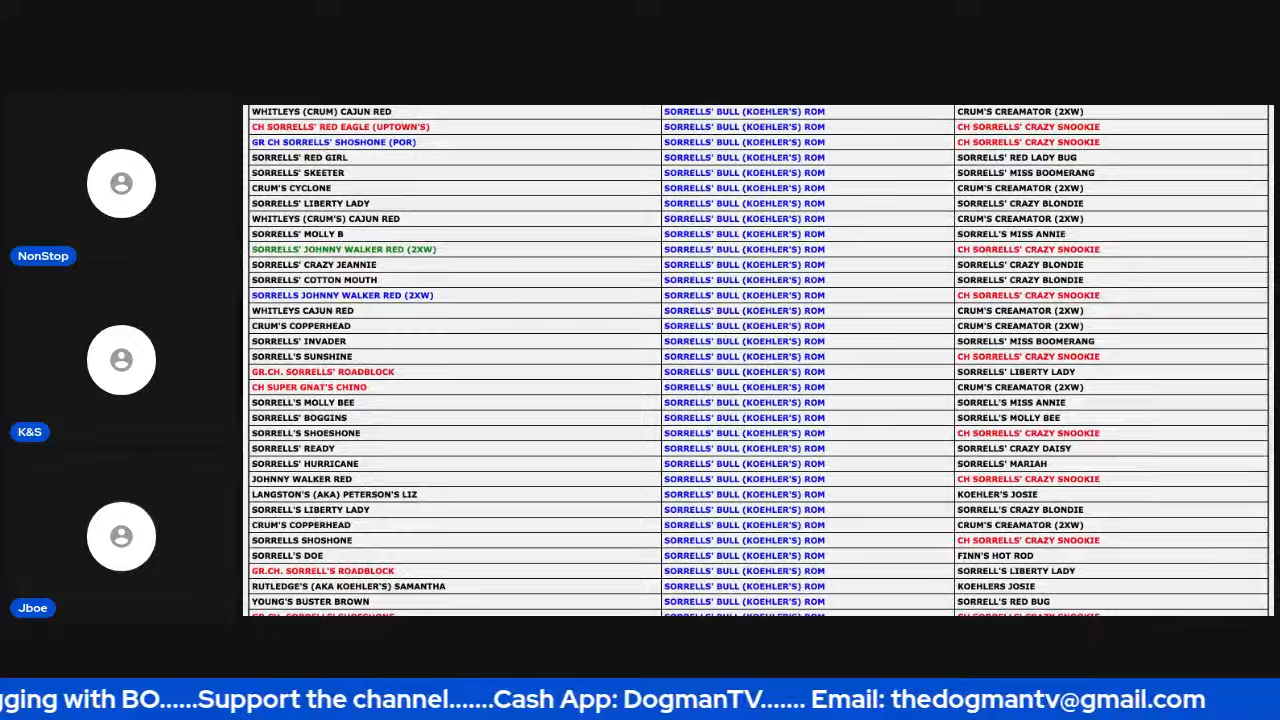 WHITLEYS (CRUM) CAJUN RED SORRELLS' BULL (KOEHLER'S) ROM CRUM'S CREAMATOR (2XW)
CH SORRELLS' RED EAGLE (UPTOWN'S) SORRELLS' BULL (KOEHLER'S) ROM CH SORRELLS' CRAZY SNOOKIE
GR CH SORRELLS' SHOSHONE (POR) SORRELLS' BULL (KOEHLER'S) ROM CH SORRELLS' CRAZY SNOOKIE
SORRELLS' RED GIRL SORRELLS' BULL (KOEHLER'S) ROM SORRELLS' RED LADY BUG
SORRELLS' SKEETER SORRELLS' BULL (KOEHLER'S) ROM SORRELLS' MISS BOOMERANG
CRUM'S CYCLONE SORRELLS' BULL (KOEHLER'S) ROM CRUM'S CREAMATOR (2XW)
SORRELLS' LIBERTY LADY SORRELLS' BULL (KOEHLER'S) ROM SORRELLS' CRAZY BLONDIE
WHITLEYS (CRUM'S) CAJUN RED SORRELLS' BULL (KOEHLER'S) ROM CRUM'S CREAMATOR (2XW)
SORRELLS' MOLLY B SORRELLS' BULL (KOEHLER'S) ROM SORRELL'S MISS ANNIE
SORRELLS' JOHNNY WALKER RED (2XW) SORRELLS' BULL (KOEHLER'S) ROM CH SORRELLS' CRAZY SNOOKIE
SORRELLS' CRAZY JEANNIE SORRELLS' BULL (KOEHLER'S) ROM SORRELLS' CRAZY BLONDIE
SORRELLS' COTTON MOUTH SORRELLS' BULL (KOEHLER'S) ROM SORRELLS' CRAZY BLONDIE
SORRELLS JOHNNY WALKER RED (2XW) SORRELLS' BULL (KOEHLER'S) ROM CH SORRELLS' CRAZY SNOOKIE
WHITLEYS CAJUN RED SORRELLS' BULL (KOEHLER'S) ROM CRUM'S CREAMATOR (2XW)
CRUM'S COPPERHEAD SORRELLS' BULL (KOEHLER'S) ROM CRUM'S CREAMATOR (2XW)
SORRELLS' INVADER SORRELLS' BULL (KOEHLER'S) ROM SORRELLS' MISS BOOMERANG
SORRELL'S SUNSHINE SORRELLS' BULL (KOEHLER'S) ROM CH SORRELLS' CRAZY SNOOKIE
GR.CH. SORRELLS' ROADBLOCK SORRELLS' BULL (KOEHLER'S) ROM SORRELLS' LIBERTY LADY
CH SUPER GNAT'S CHINO SORRELLS' BULL (KOEHLER'S) ROM CRUM'S CREAMATOR (2XW)
SORRELL'S MOLLY BEE SORRELLS' BULL (KOEHLER'S) ROM SORRELL'S MISS ANNIE
SORRELLS' BOGGINS SORRELLS' BULL (KOEHLER'S) ROM SORRELL'S MOLLY BEE
SORRELL'S SHOESHONE SORRELLS' BULL (KOEHLER'S) ROM CH SORRELLS' CRAZY SNOOKIE
SORRELLS' READY SORRELLS' BULL (KOEHLER'S) ROM SORRELLS' CRAZY DAISY
SORRELLS' HURRICANE SORRELLS' BULL (KOEHLER'S) ROM SORRELLS' MARIAH
JOHNNY WALKER RED SORRELLS' BULL (KOEHLER'S) ROM CH SORRELLS' CRAZY SNOOKIE
LANGSTON'S (AKA) PETERSON'S LIZ SORRELLS' BULL (KOEHLER'S) ROM KOEHLER'S JOSIE
SORRELL'S LIBERTY LADY SORRELLS' BULL (KOEHLER'S) ROM SORRELL'S CRAZY BLONDIE
CRUM'S COPPERHEAD SORRELLS' BULL (KOEHLER'S) ROM CRUM'S CREAMATOR (2XW)
SORRELLS SHOSHONE SORRELLS' BULL (KOEHLER'S) ROM CH SORRELLS' CRAZY SNOOKIE
SORRELL'S DOE SORRELLS' BULL (KOEHLER'S) ROM FINN'S HOT ROD
GR.CH. SORRELL'S ROADBLOCK SORRELLS' BULL (KOEHLER'S) ROM SORRELL'S LIBERTY LADY
RUTLEDGE'S (AKA KOEHLER'S) SAMANTHA SORRELLS' BULL (KOEHLER'S) ROM KOEHLERS JOSIE
YOUNG'S BUSTER BROWN SORRELLS' BULL (KOEHLER'S) ROM SORRELL'S RED BUG
NonStop
K&S
Jboe
gging with BO......Support the channel.......Cash App: DogmanTV....... Email: thedogmantv@gmail.com